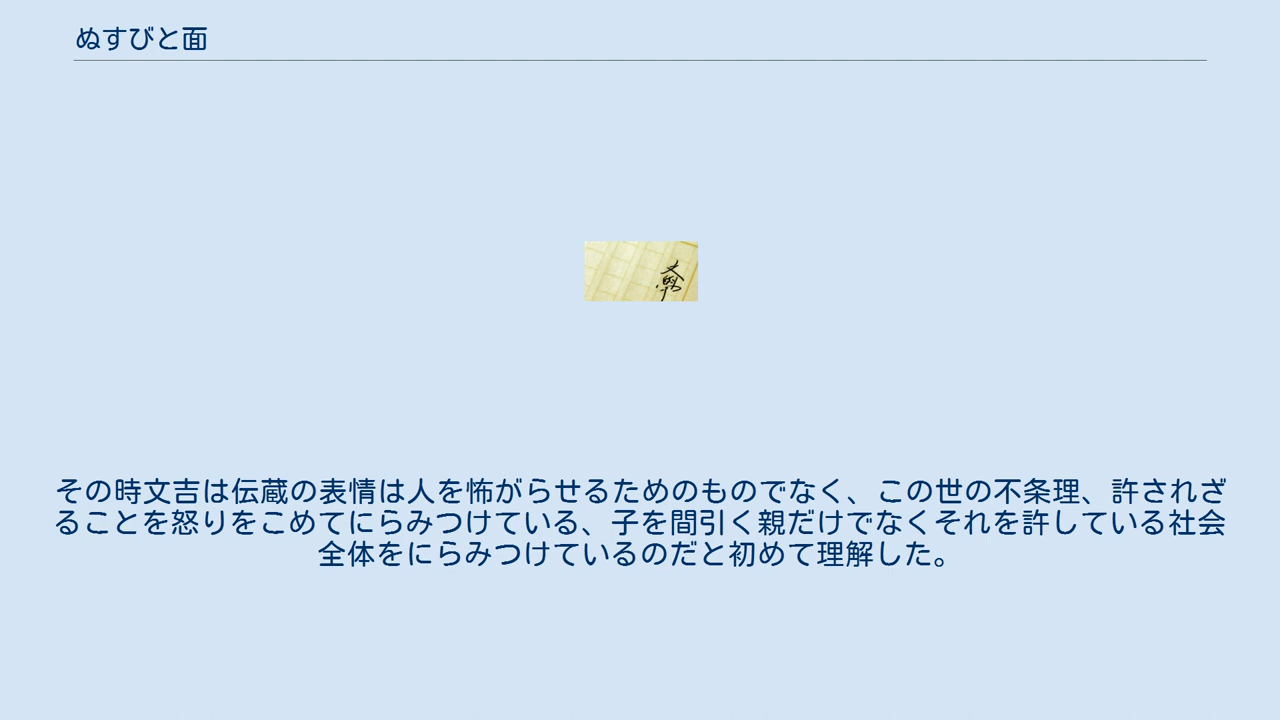 ぬすびと面
その時文吉は伝蔵の表情は人を怖がらせるためのものでなく、この世の不条理、許されざ
ることを怒りをこめてにらみつけている、子を間引く親だけでなくそれを許している社会
全体をにらみつけているのだと初めて理解した。